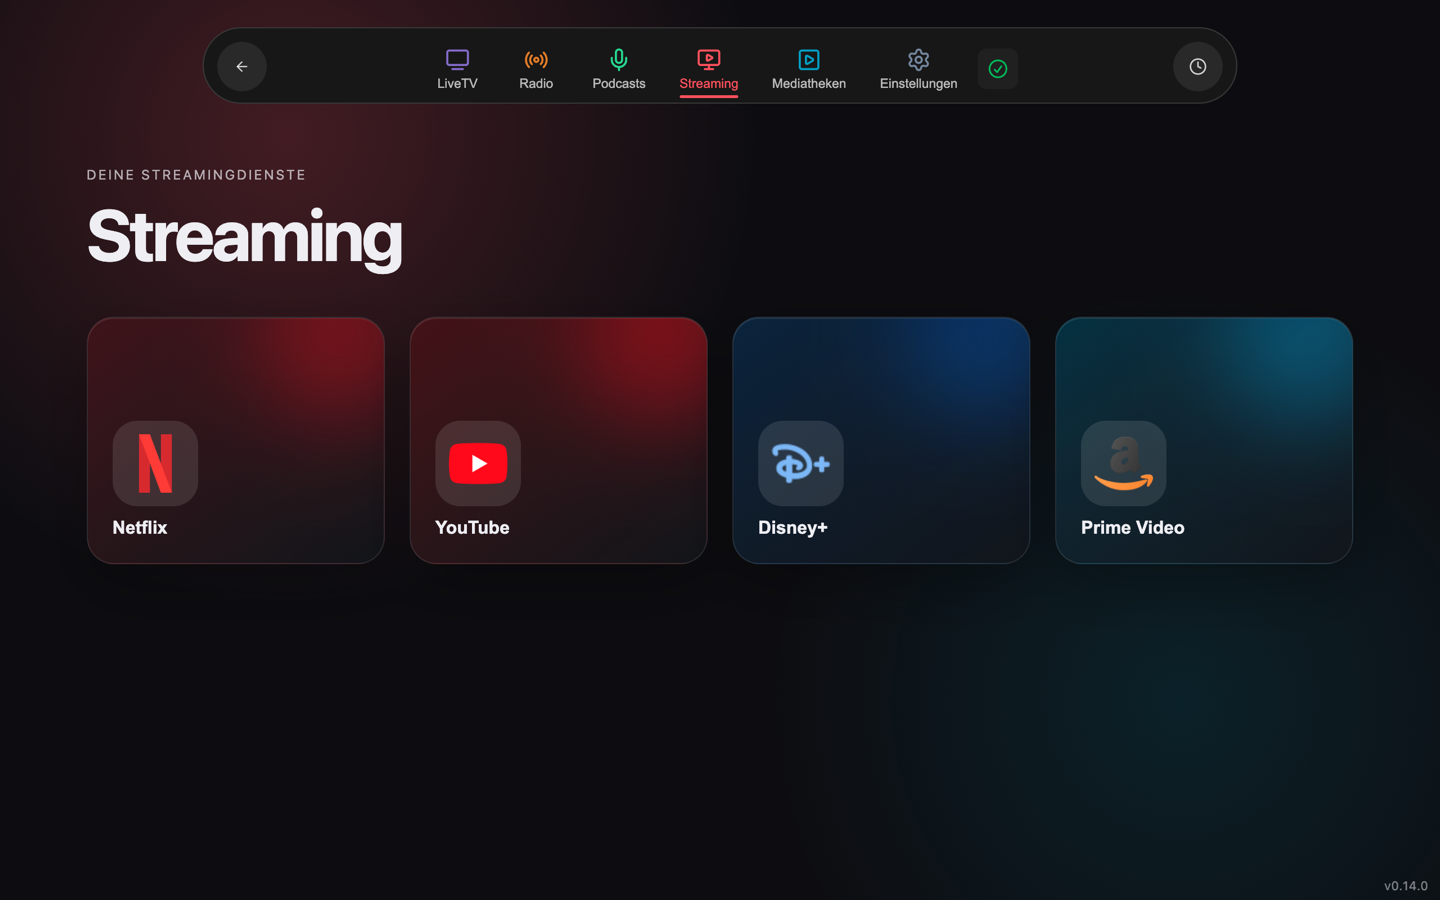 LiveTV
Radio
Podcasts
Streaming
Mediatheken
Einstellungen
DEINE STREAMINGDIENSTE
Streaming
N
D+
a
Netflix
YouTube
Disney+
Prime Video
v0.14.0